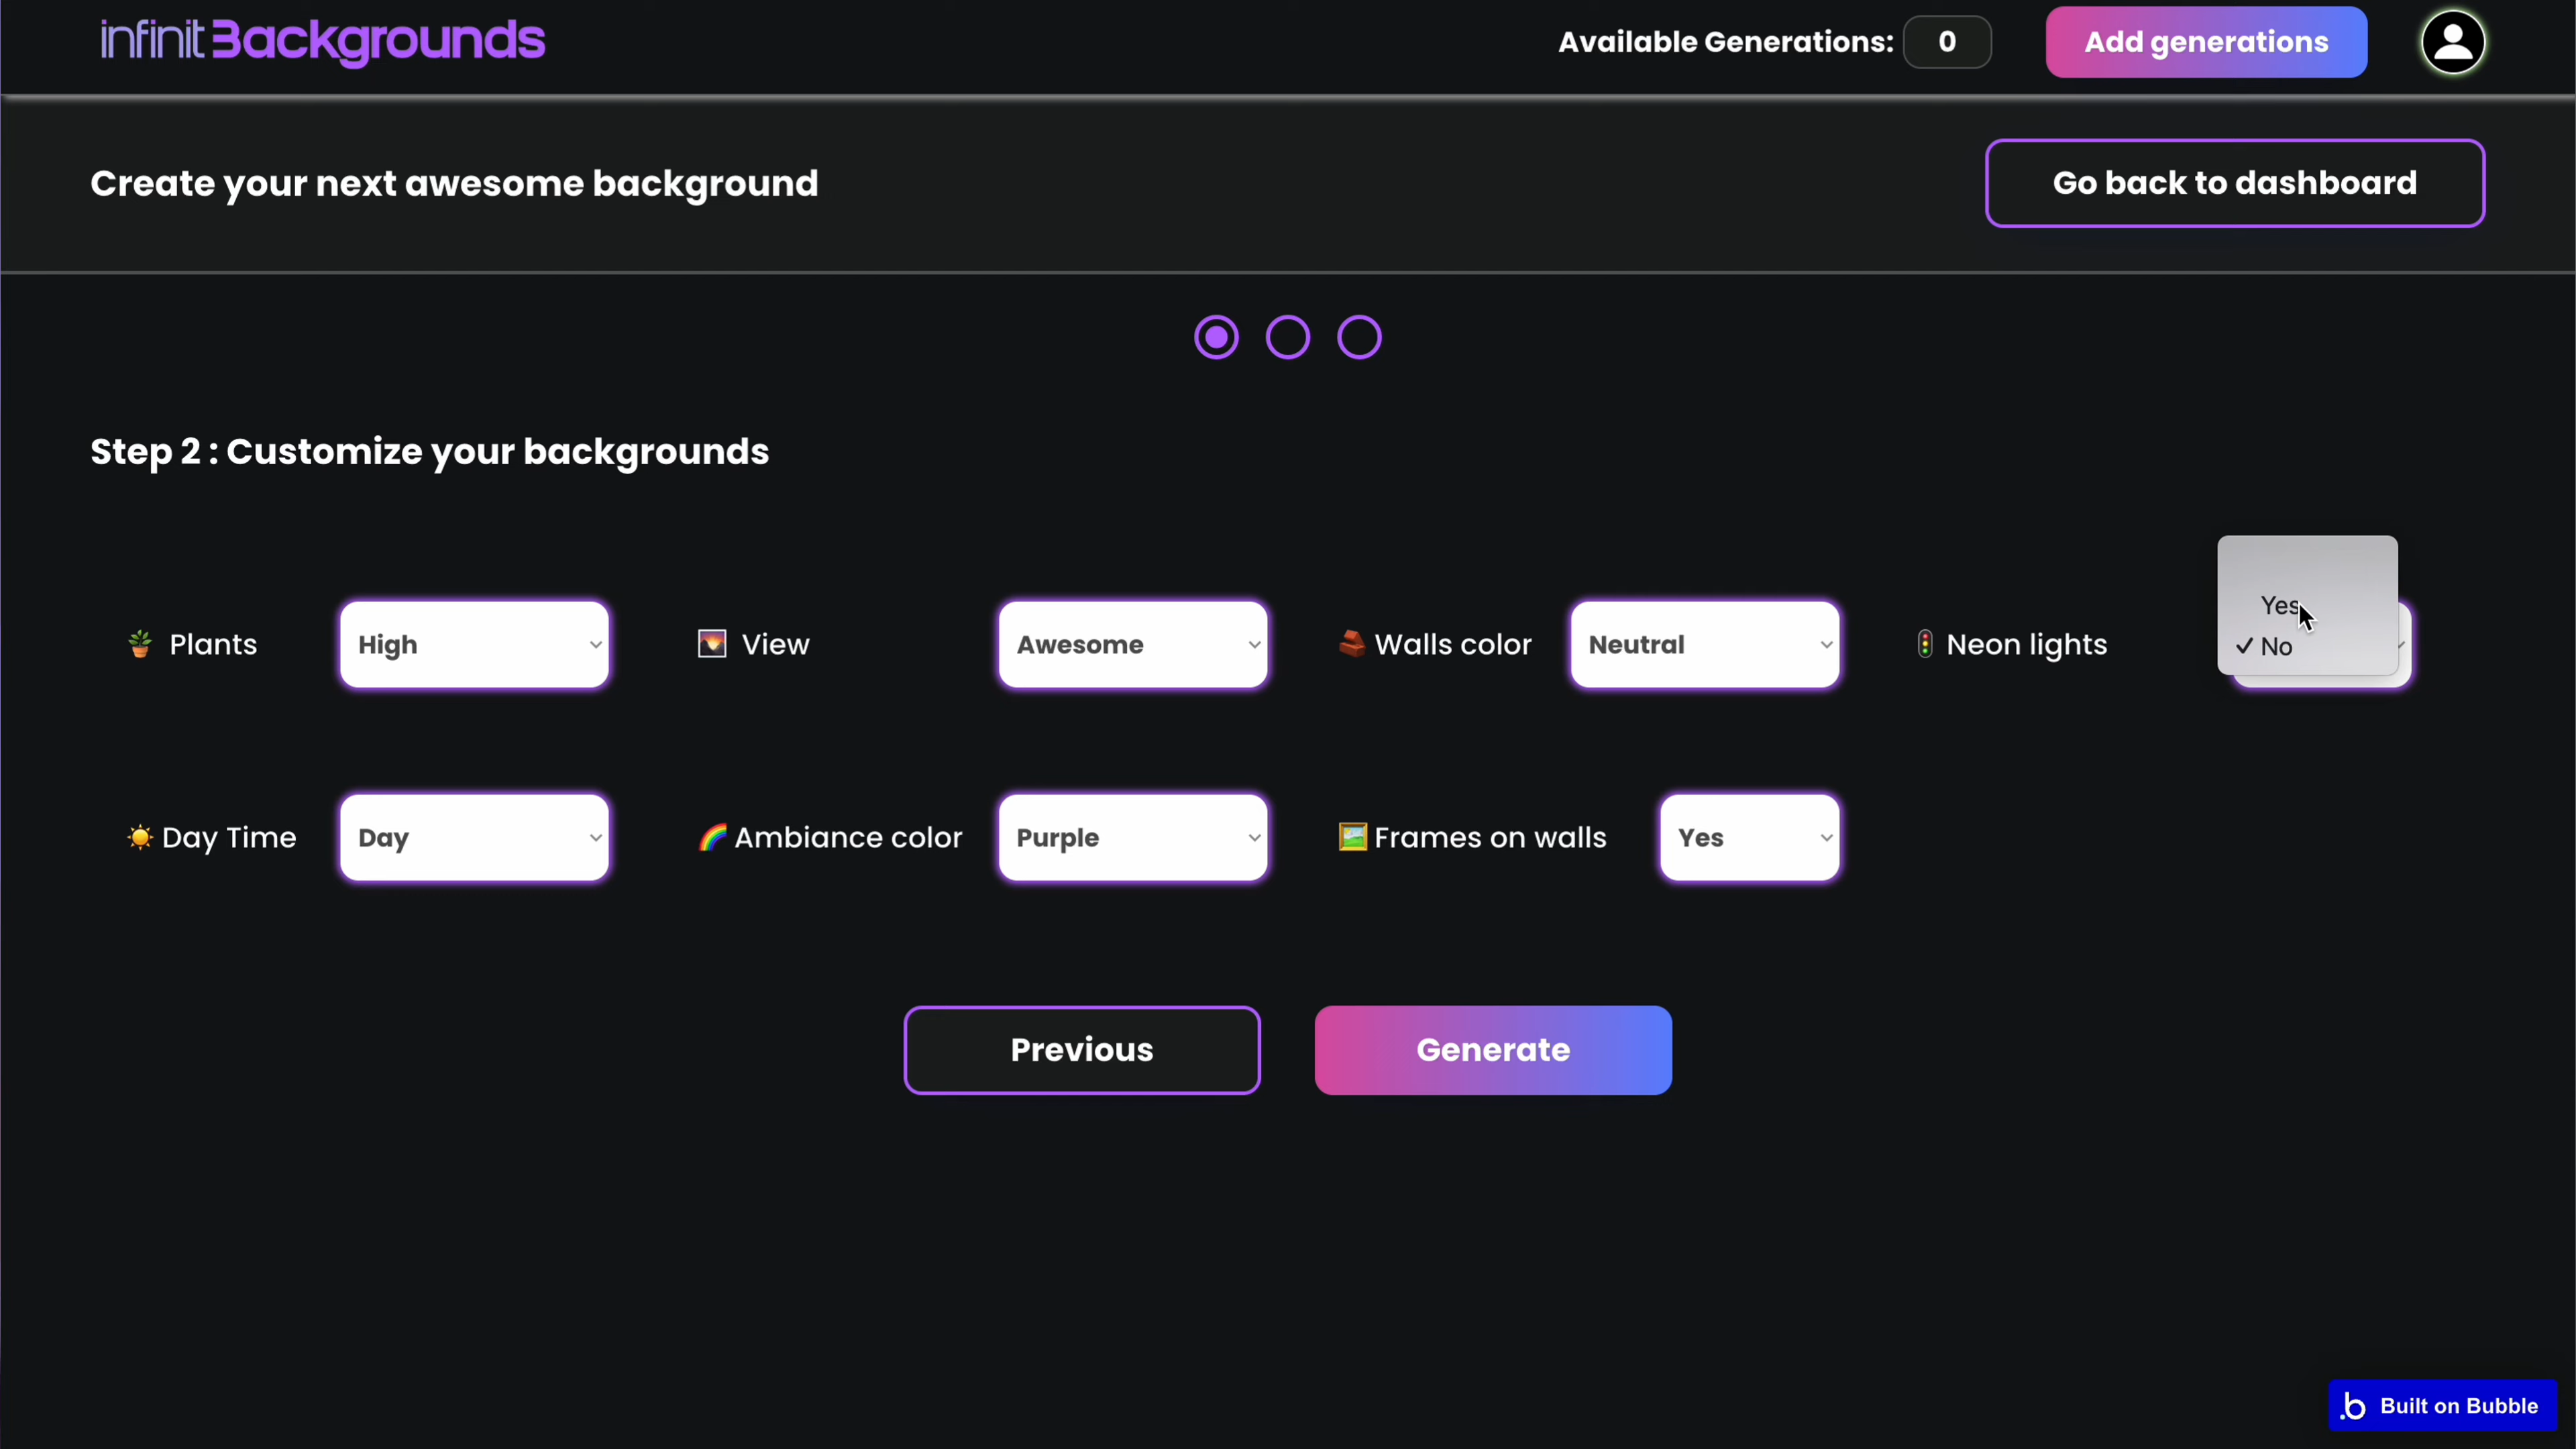 infinitBackgrounds
Available Generations: 0
Add generations
Create your next awesome background
Go back to dashboard
Step 2 : Customize your backgrounds
Plants High
View Awesome
Walls color Neutral
Neon lights
Yes
✓ No
Day Time Day
Ambiance color Purple
Frames on walls Yes
Previous
Generate
.b Built on Bubble